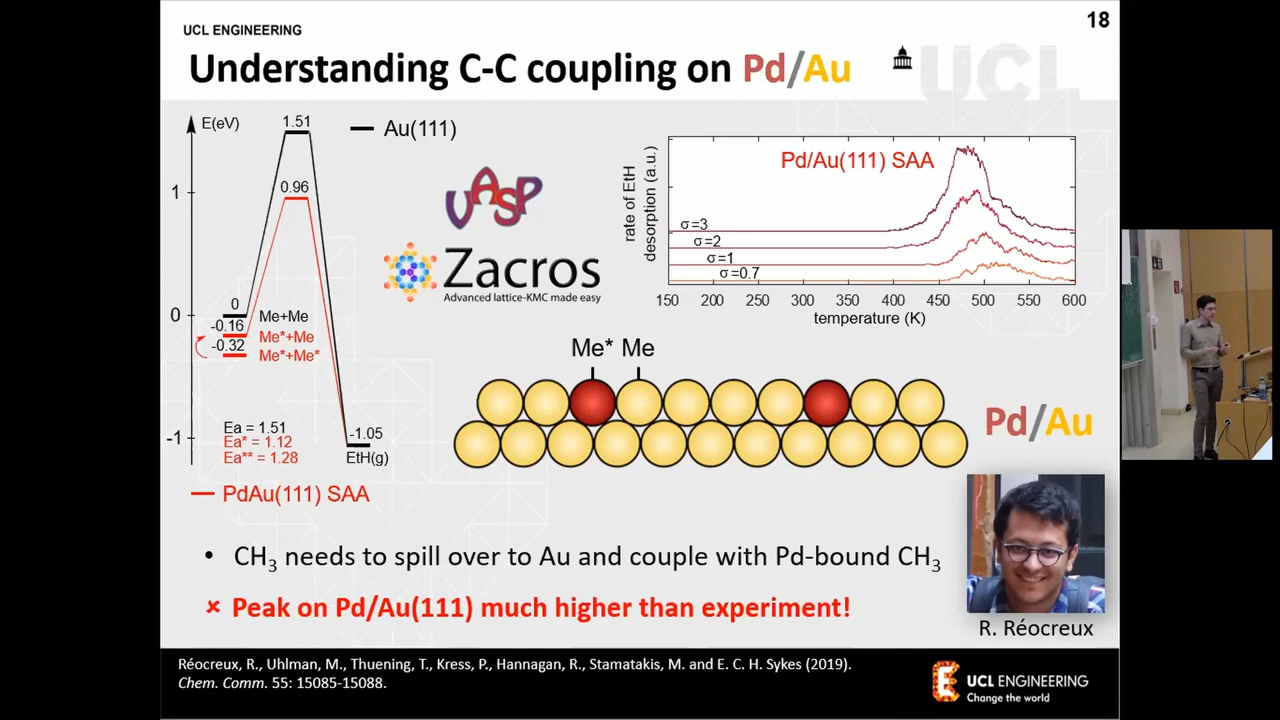 18
UCL ENGINEERING
Understanding C-C coupling on Pd/Au
UCL
E(eV)
1.51
Au(111)
0.96
1
0
0
-0.16
Me+Me
Me*+Me
-0.32
Me*+Me*
-1
Ea = 1.51
Ea* = 1.12
Ea** = 1.28
-1.05
EtH(g)
PdAu(111) SAA
VASP
Zacros
Advanced lattice-KMC made easy
rate of EtH
desorption (a.u.)
Pd/Au(111) SAA
σ=3
σ=2
σ=1
σ=0.7
150 200 250 300 350 400 450 500 550 600
temperature (K)
Me* Me
Pd/Au
• CH₃ needs to spill over to Au and couple with Pd-bound CH₃
× Peak on Pd/Au(111) much higher than experiment!
R. Réocreux
Réocreux, R., Uhlman, M., Thuening, T., Kress, P., Hannagan, R., Stamatakis, M. and E. C. H. Sykes (2019).
Chem. Comm. 55: 15085-15088.
UCL ENGINEERING
Change the world